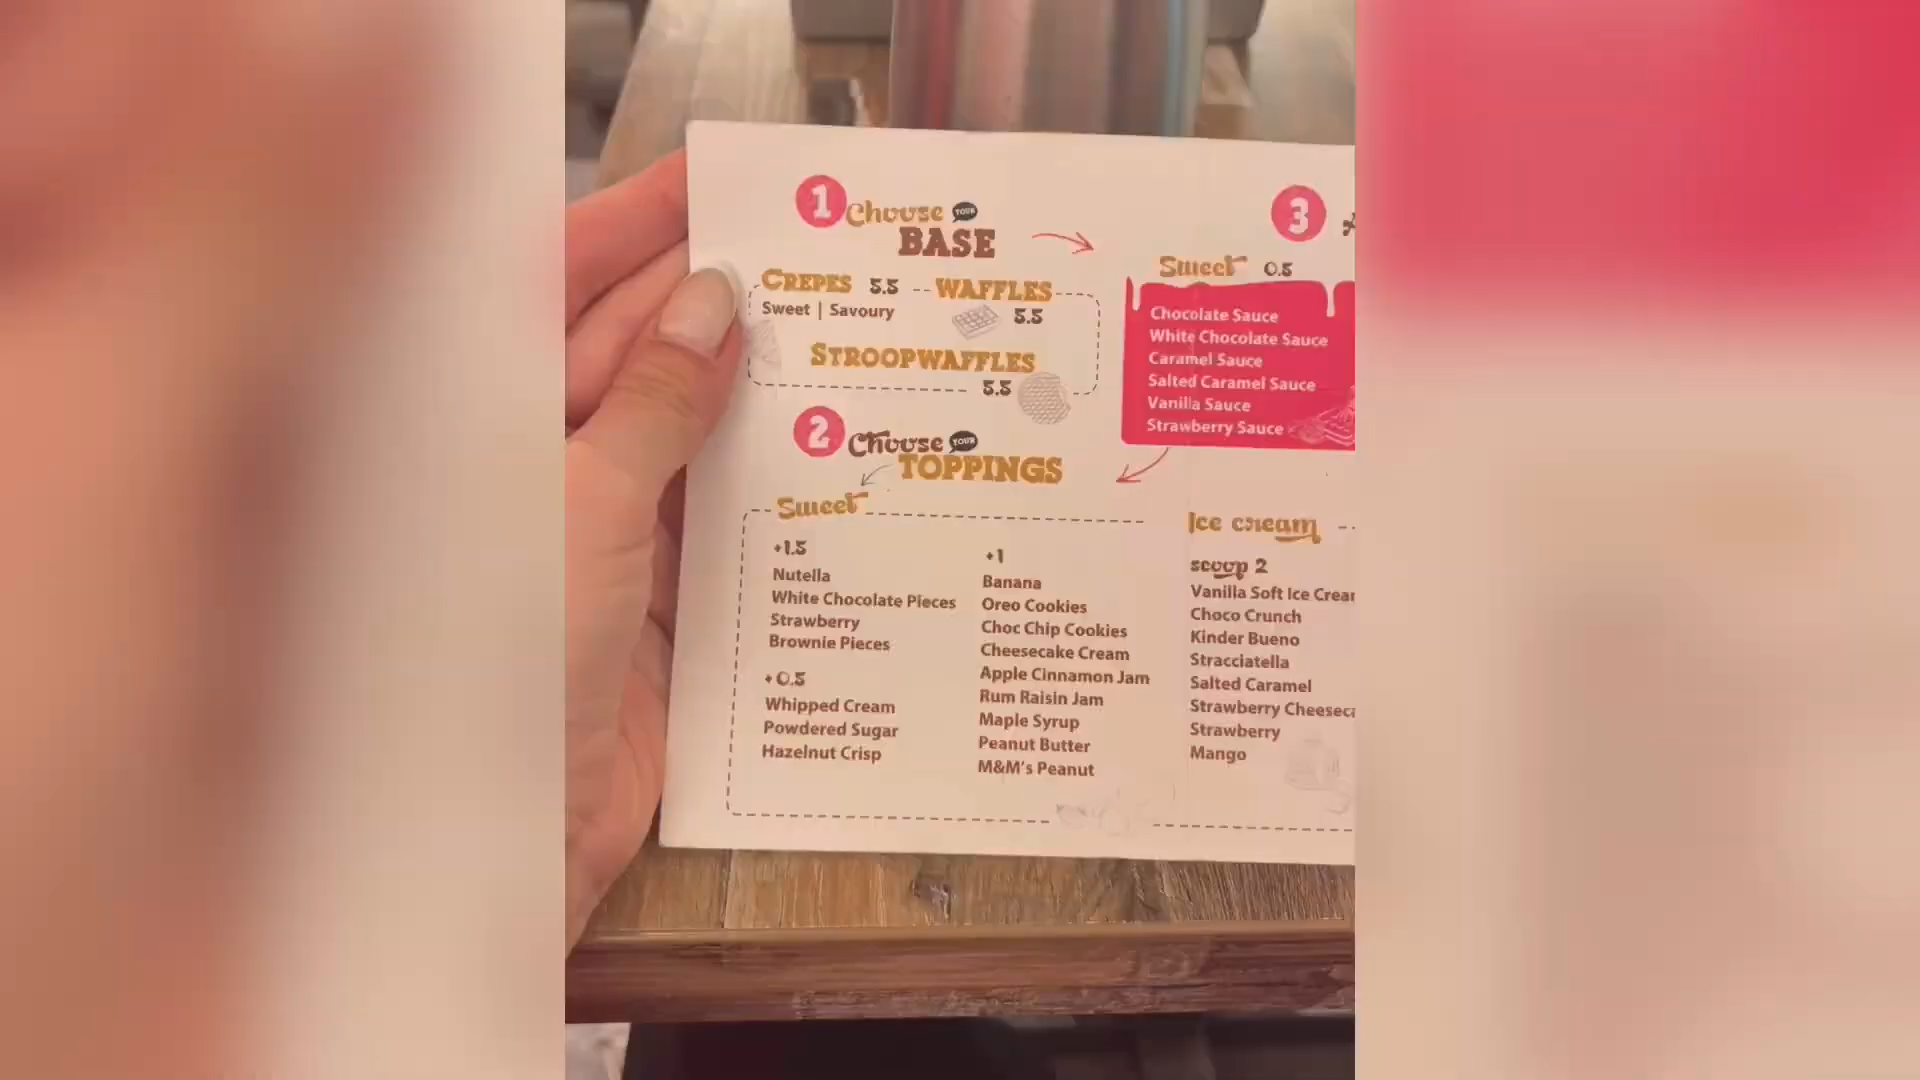 1 Choose YOUR
BASE
CREPES 5.5
Sweet | Savoury
WAFFLES
5.5
STROOPWAFFLES
5.5
2 Choose YOUR
TOPPINGS
Sweet
+1.5
Nutella
White Chocolate Pieces
Strawberry
Brownie Pieces
+0.5
Whipped Cream
Powdered Sugar
Hazelnut Crisp
+1
Banana
Oreo Cookies
Choc Chip Cookies
Cheesecake Cream
Apple Cinnamon Jam
Rum Raisin Jam
Maple Syrup
Peanut Butter
M&M's Peanut
3
Sweet 0.5
Chocolate Sauce
White Chocolate Sauce
Caramel Sauce
Salted Caramel Sauce
Vanilla Sauce
Strawberry Sauce
Ice cream
scoop 2
Vanilla Soft Ice Crea
Choco Crunch
Kinder Bueno
Stracciatella
Salted Caramel
Strawberry Cheeseca
Strawberry
Mango